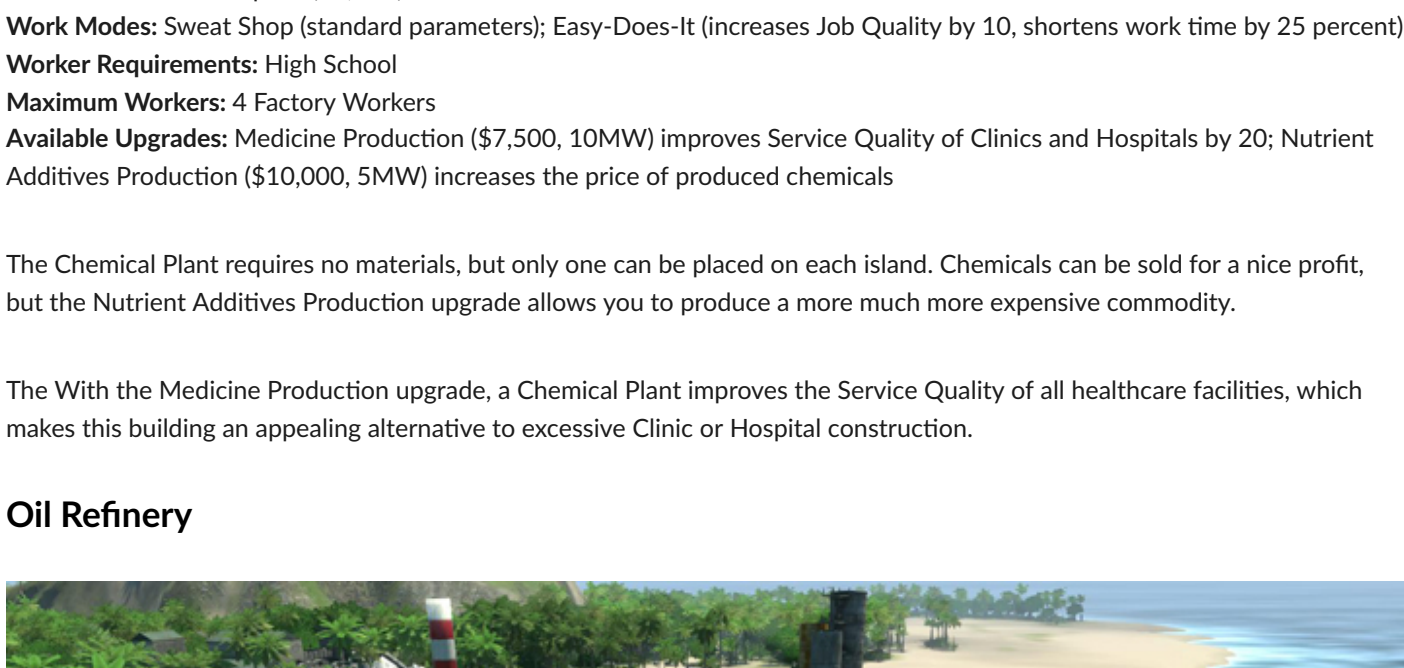 Work Modes: Sweat Shop (standard parameters); Easy-Does-It (increases Job Quality by 10, shortens work time by 25 percent)
Worker Requirements: High School
Maximum Workers: 4 Factory Workers
Available Upgrades: Medicine Production ($7,500, 10MW) improves Service Quality of Clinics and Hospitals by 20; Nutrient
Additives Production ($10,000, 5MW) increases the price of produced chemicals
The Chemical Plant requires no materials, but only one can be placed on each island. Chemicals can be sold for a nice profit,
but the Nutrient Additives Production upgrade allows you to produce a more much more expensive commodity.
The With the Medicine Production upgrade, a Chemical Plant improves the Service Quality of all healthcare facilities, which
makes this building an appealing alternative to excessive Clinic or Hospital construction.
Oil Refinery